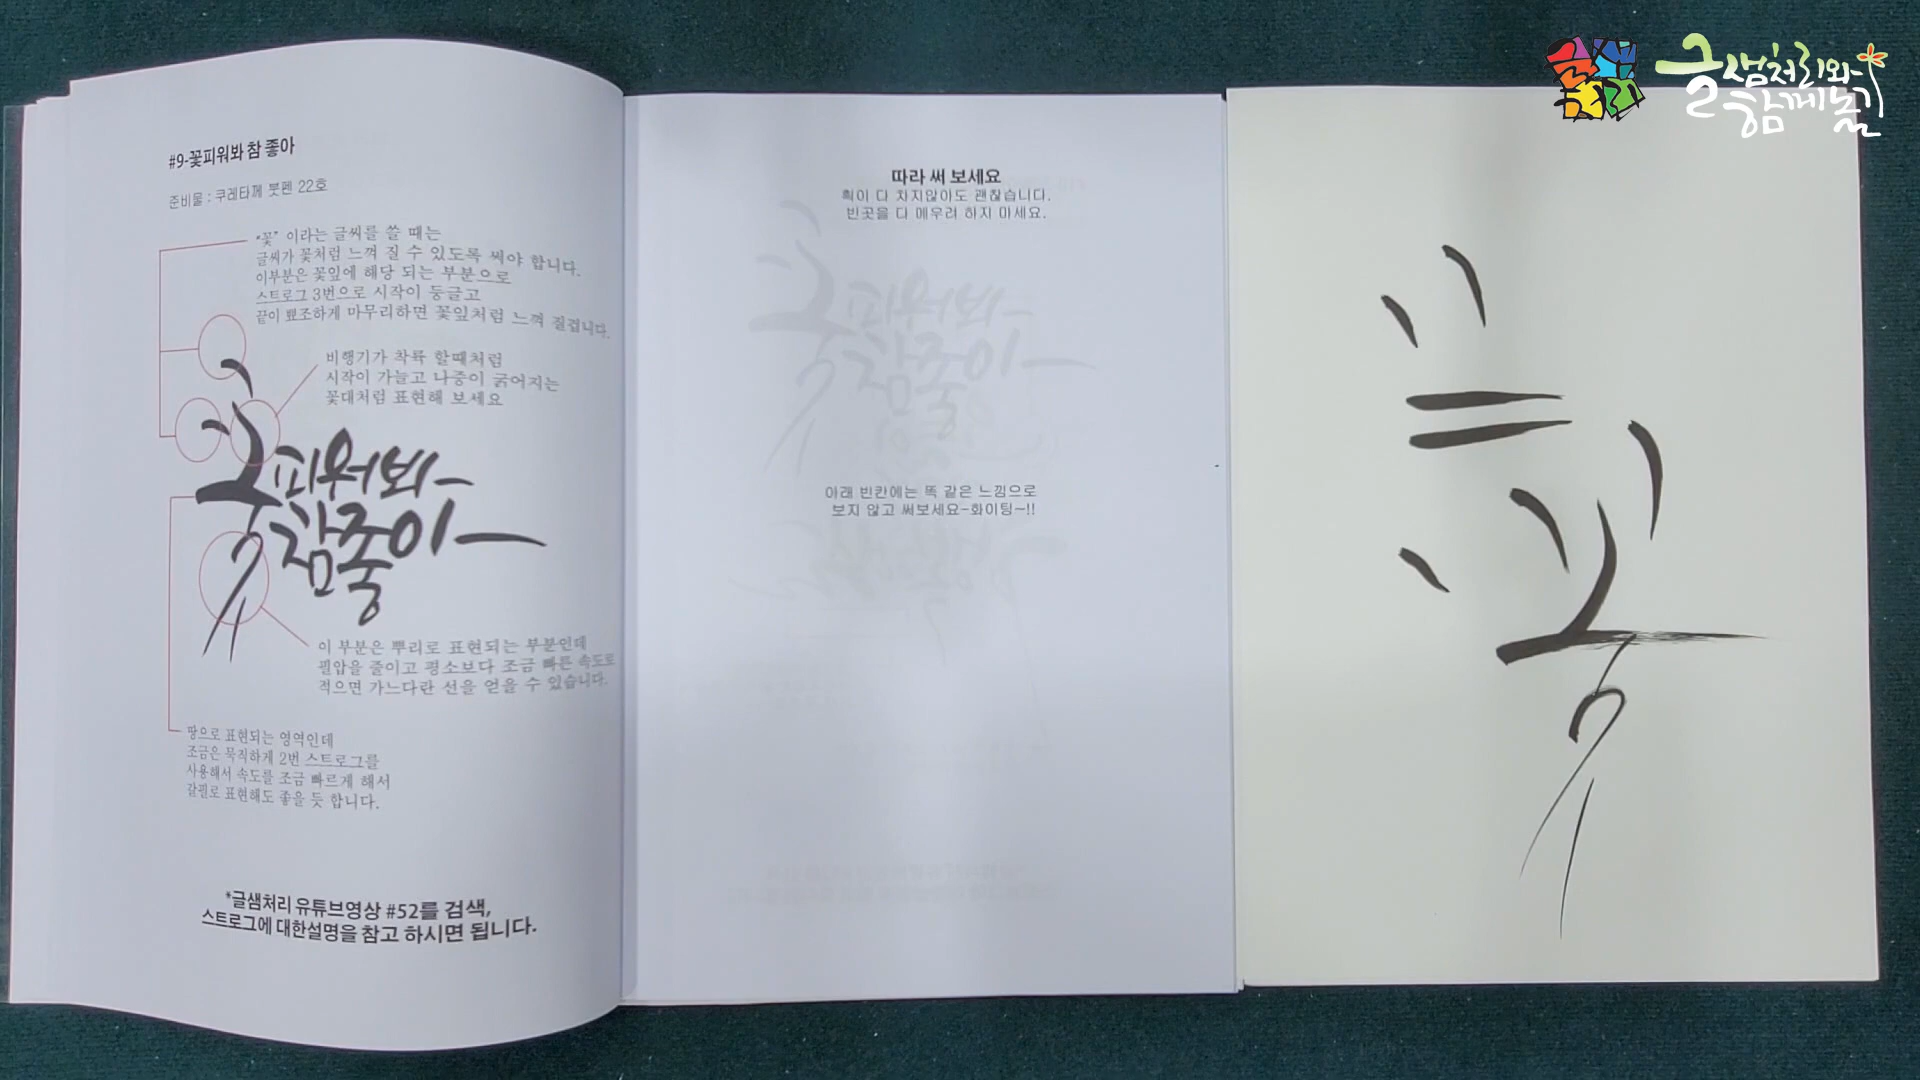 #9-꽃피워봐 참 좋아
준비물 : 쿠레타께 붓펜 22호
"꽃" 이라는 글씨를 쓸 때는
글씨가 꽃처럼 느껴 질 수 있도록 써야 합니다.
이부분은 꽃잎에 해당 되는 부분으로
스트로그 3번으로 시작이 둥글고
끝이 뾰조하게 마무리하면 꽃잎처럼 느껴 질겁니다.
비행기가 착륙 할때처럼
시작이 가늘고 나중이 굵어지는
꽃대처럼 표현해 보세요
꽃피워봐
참좋아
이 부분은 뿌리로 표현되는 부분인데
필압을 줄이고 평소보다 조금 빠른 속도로
적으면 가느다란 선을 얻을 수 있습니다.
땅으로 표현되는 영역인데
조금은 묵직하게 2번 스트로그를
사용해서 속도를 조금 빠르게 해서
갈필로 표현해도 좋을 듯 합니다.
*글샘처리 유튜브영상 #52를 검색,
스트로그에 대한설명을 참고 하시면 됩니다.
따라 써 보세요
획이 다 차지않아도 괜찮습니다.
빈곳을 다 메우려 하지 마세요.
꽃피워봐
참좋아
아래 빈칸에는 똑 같은 느낌으로
보지 않고 써보세요~화이팅~!!
꽃
글샘처리
글샘처리와
함께놀기